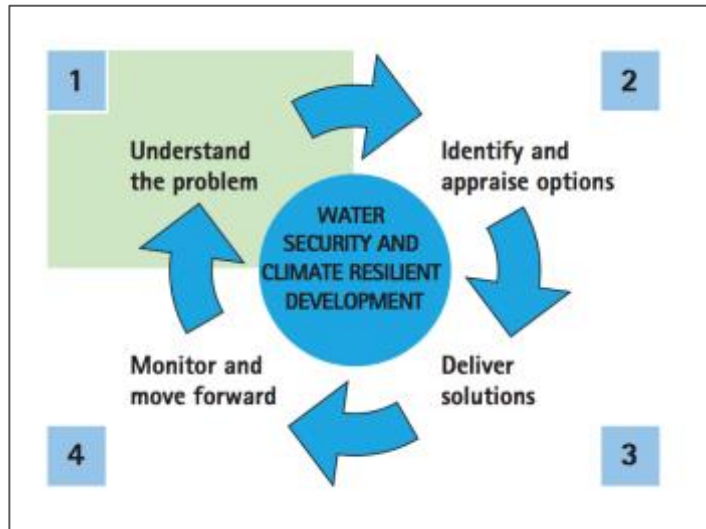 1
2
Understand
the problem
Identify and
appraise options
WATER
SECURITY AND
CLIMATE RESILIENT
DEVELOPMENT
Monitor and
move forward
Deliver
solutions
4
3